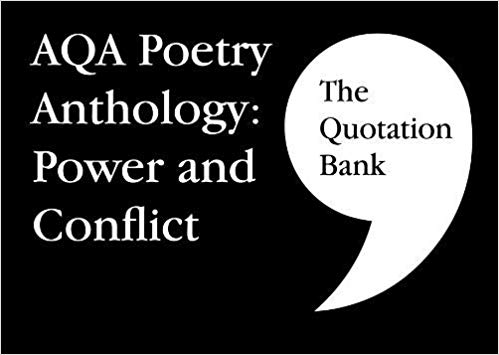 AQA Poetry
Anthology:
Power and
Conflict
The
Quotation
Bank